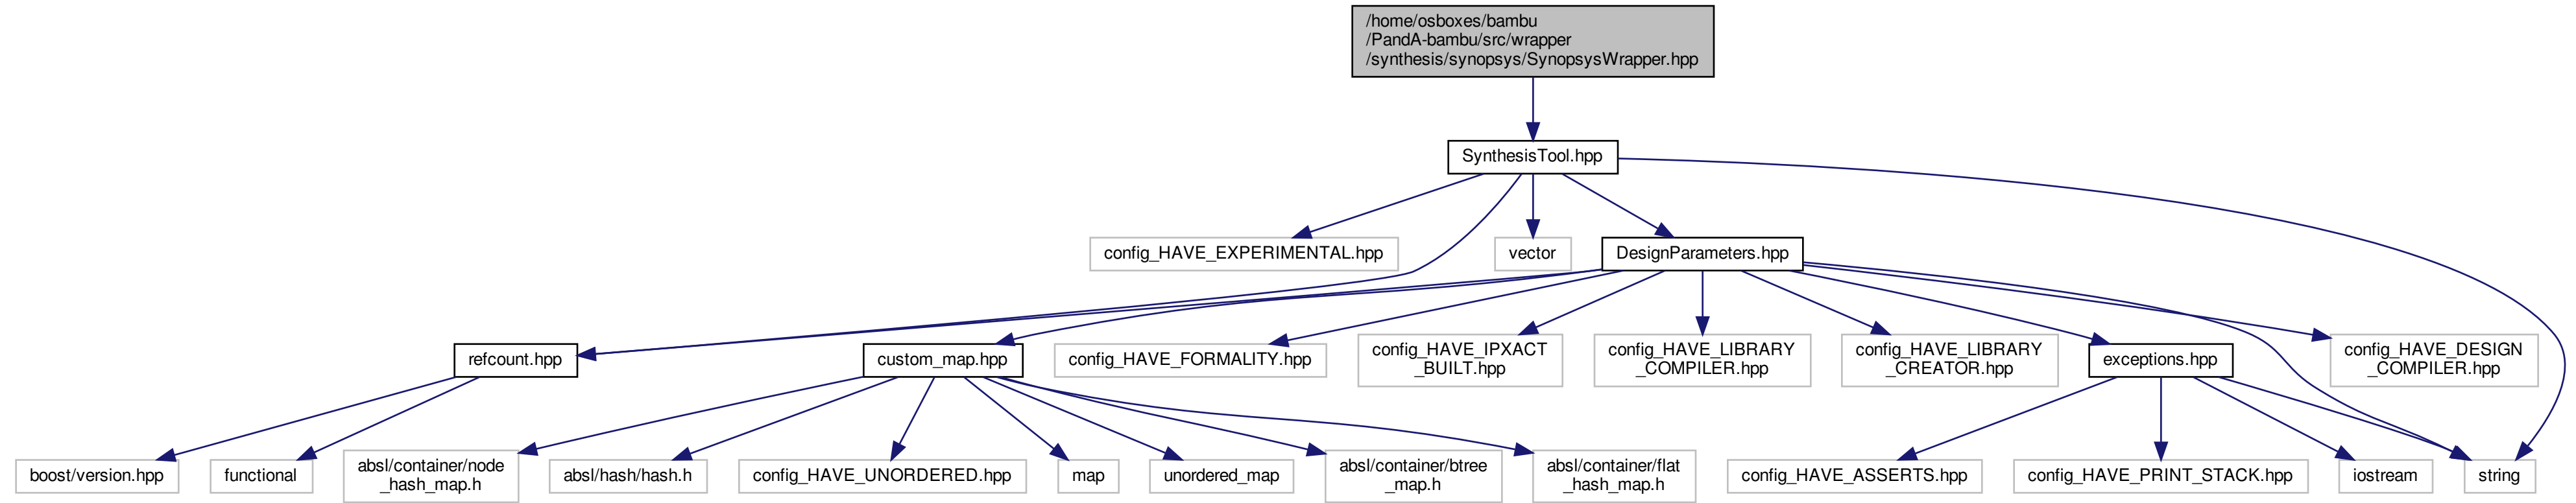 /home/osboxes/bambu
/PandA-bambu/src/wrapper
/synthesis/synopsys/SynopsysWrapper.hpp
SynthesisTool.hpp
config_HAVE_EXPERIMENTAL.hpp
vector
DesignParameters.hpp
refcount.hpp
custom_map.hpp
config_HAVE_FORMALITY.hpp
config_HAVE_IPXACT
_BUILT.hpp
config_HAVE_LIBRARY
_COMPILER.hpp
config_HAVE_LIBRARY
_CREATOR.hpp
exceptions.hpp
config_HAVE_DESIGN
_COMPILER.hpp
boost/version.hpp
functional
absl/container/node
_hash_map.h
absl/hash/hash.h
config_HAVE_UNORDERED.hpp
map
unordered_map
absl/container/btree
_map.h
absl/container/flat
_hash_map.h
config_HAVE_ASSERTS.hpp
config_HAVE_PRINT_STACK.hpp
iostream
string